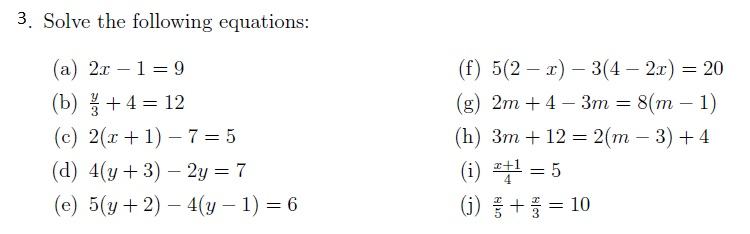 3. Solve the following equations:
(a) 2x − 1 = 9
(b) y/3 + 4 = 12
(c) 2(x + 1) − 7 = 5
(d) 4(y + 3) − 2y = 7
(e) 5(y + 2) − 4(y − 1) = 6
(f) 5(2 − x) − 3(4 − 2x) = 20
(g) 2m + 4 − 3m = 8(m − 1)
(h) 3m + 12 = 2(m − 3) + 4
(i) (x+1)/4 = 5
(j) x/5 + x/3 = 10